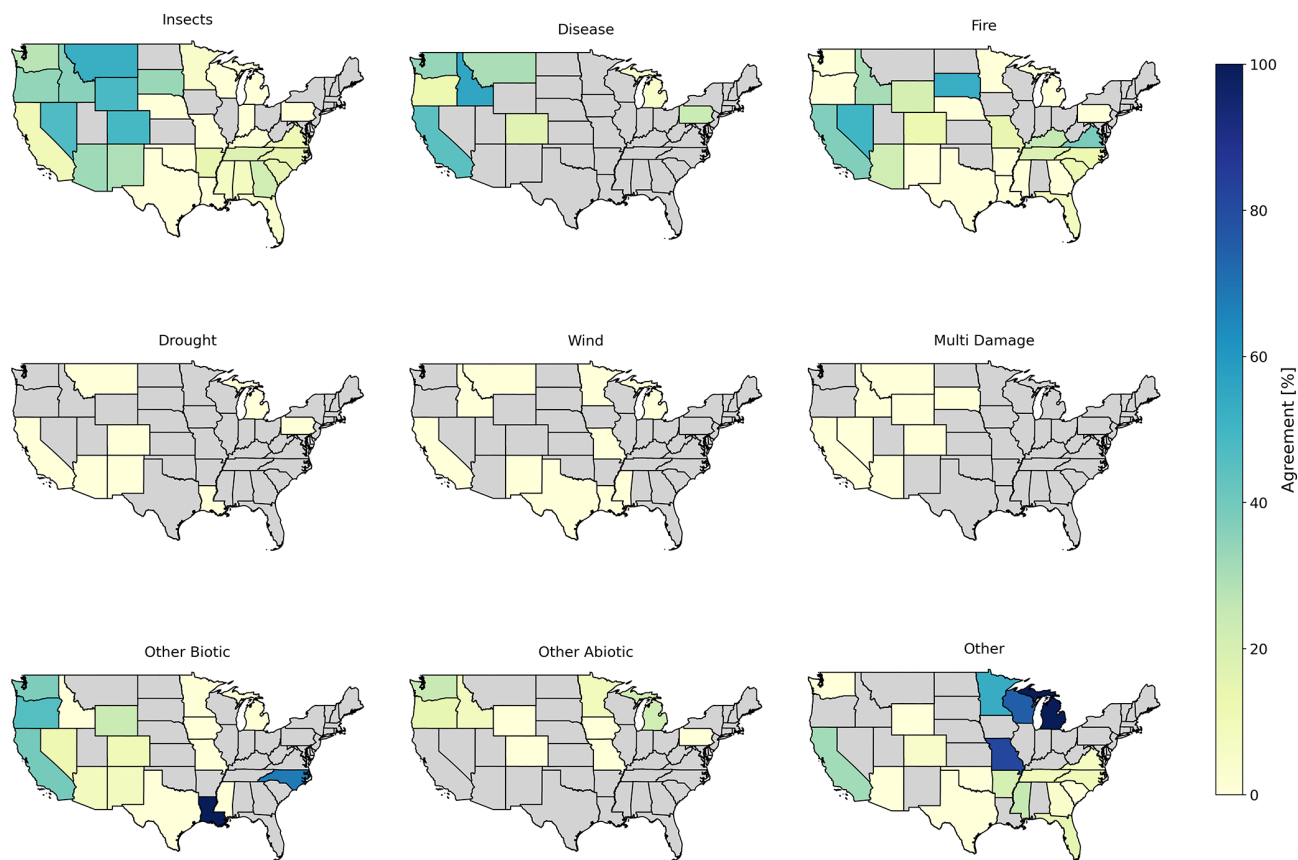 Insects
Disease
Fire
Drought
Wind
Multi Damage
Other Biotic
Other Abiotic
Other
100
80
60
40
20
0
Agreement [%]